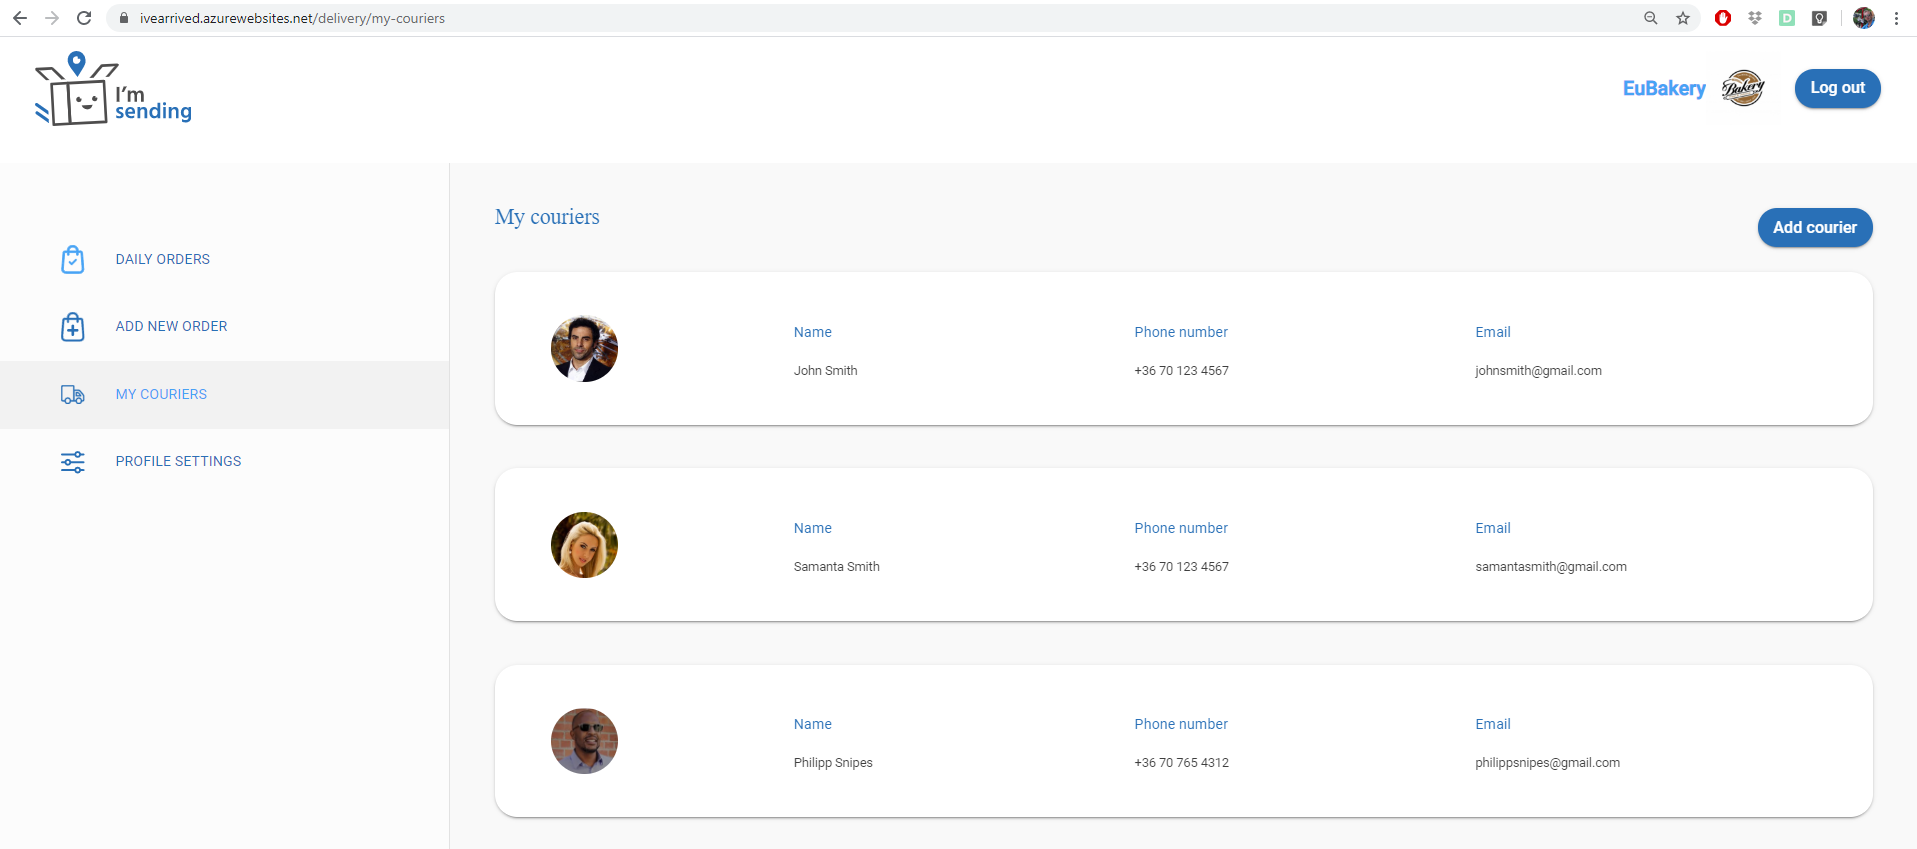 ivearrived.azurewebsites.net/delivery/my-couriers
I'm
sending
EuBakery
Bakery
Log out
DAILY ORDERS
ADD NEW ORDER
MY COURIERS
PROFILE SETTINGS
My couriers
Add courier
Name Phone number Email
John Smith +36 70 123 4567 johnsmith@gmail.com
Name Phone number Email
Samanta Smith +36 70 123 4567 samantasmith@gmail.com
Name Phone number Email
Philipp Snipes +36 70 765 4312 philippsnipes@gmail.com